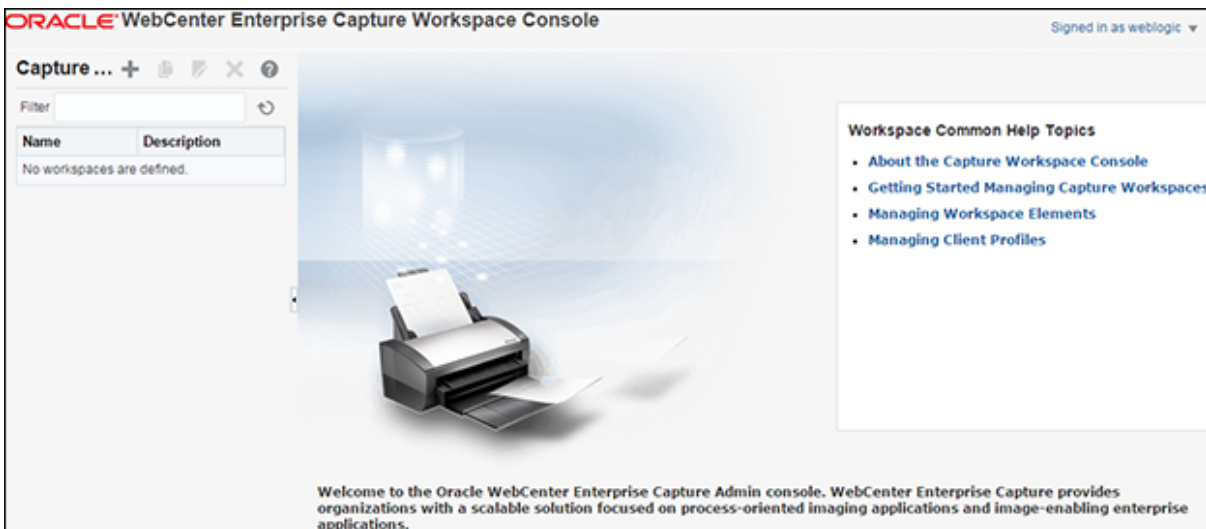 ORACLE WebCenter Enterprise Capture Workspace Console
Signed in as weblogic
Capture ...
Filter
Name Description
No workspaces are defined.
Workspace Common Help Topics
• About the Capture Workspace Console
• Getting Started Managing Capture Workspaces
• Managing Workspace Elements
• Managing Client Profiles
Welcome to the Oracle WebCenter Enterprise Capture Admin console. WebCenter Enterprise Capture provides
organizations with a scalable solution focused on process-oriented imaging applications and image-enabling enterprise
applications.